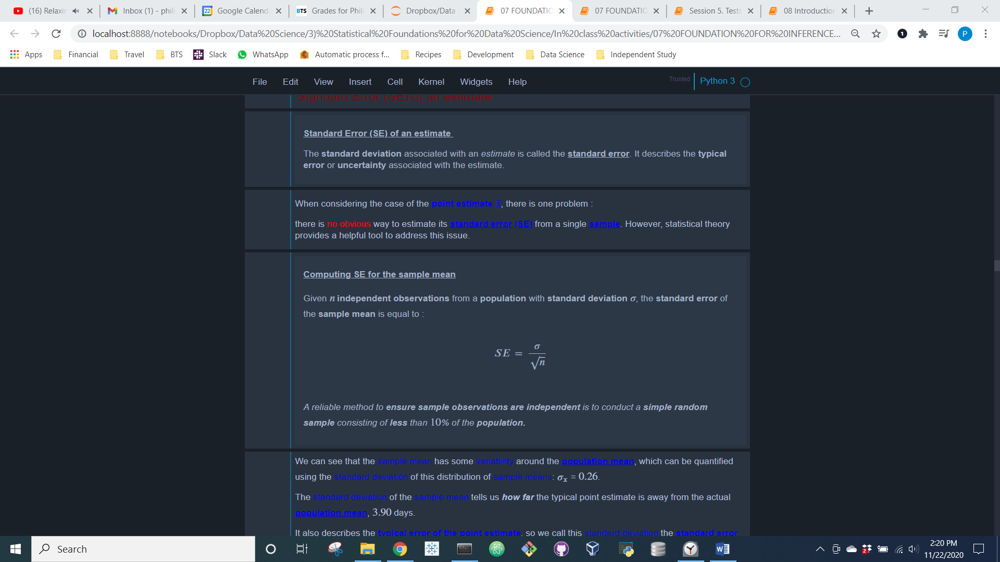 (16) Relaxin
Inbox (1) - phili
Google Calend
BTS Grades for Phili
Dropbox/Data
07 FOUNDATIO
07 FOUNDATIO
Session 5. Tests
08 Introduction
localhost:8888/notebooks/Dropbox/Data%20Science/3)%20Statistical%20Foundations%20for%20Data%20Science/In%20class%20activities/07%20FOUNDATION%20FOR%20INFERENCE...
P
Apps Financial Travel BTS Slack WhatsApp Automatic process f... Recipes Development Data Science Independent Study
File Edit View Insert Cell Kernel Widgets Help Trusted Python 3
Standard Error (SE) of an estimate
Standard Error (SE) of an estimate
The standard deviation associated with an estimate is called the standard error. It describes the typical
error or uncertainty associated with the estimate.
When considering the case of the point estimate x̄, there is one problem :
there is no obvious way to estimate its standard error (SE) from a single sample. However, statistical theory
provides a helpful tool to address this issue.
Computing SE for the sample mean
Given n independent observations from a population with standard deviation σ, the standard error of
the sample mean is equal to :
SE = σ / √n
A reliable method to ensure sample observations are independent is to conduct a simple random
sample consisting of less than 10% of the population.
We can see that the sample mean has some variability around the population mean, which can be quantified
using the standard deviation of this distribution of sample means: σx = 0.26.
The standard deviation of the sample mean tells us how far the typical point estimate is away from the actual
population mean, 3.90 days.
It also describes the typical error of the point estimate, so we call this standard deviation the standard error
Search
2:20 PM
11/22/2020